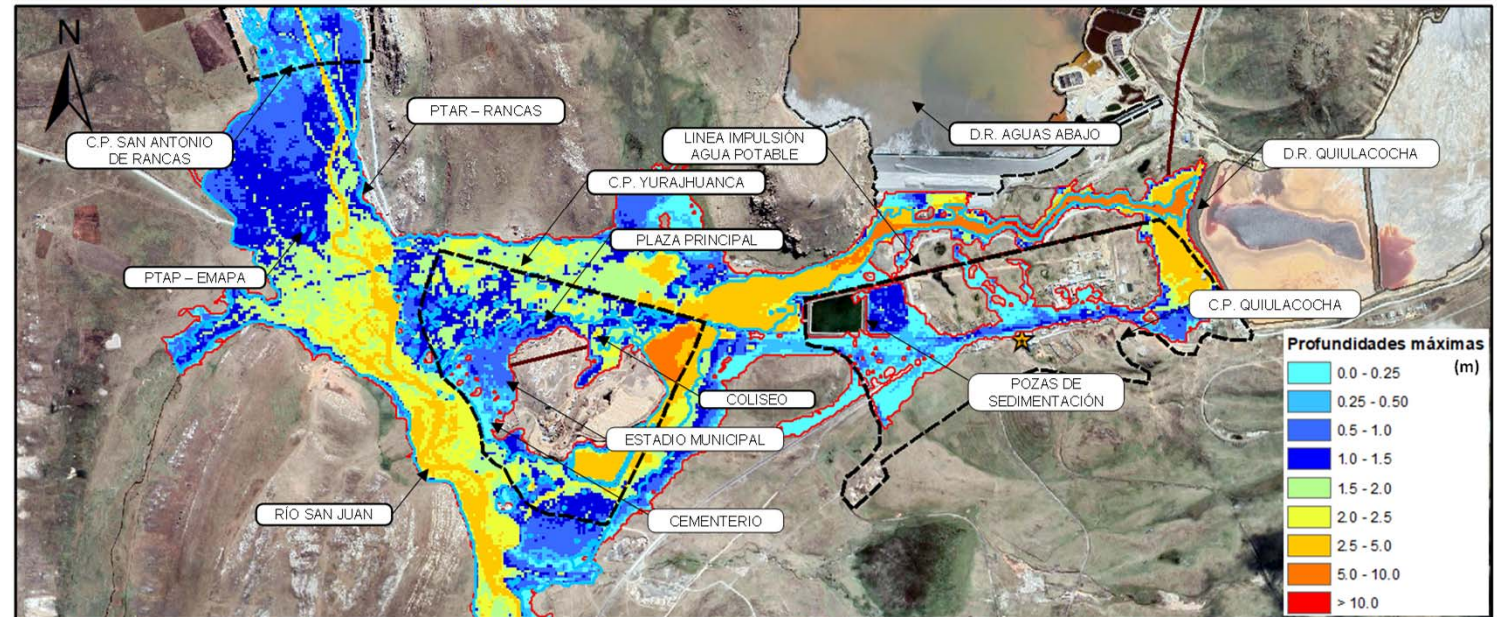 N
PTAR – RANCAS
C.P. SAN ANTONIO
DE RANCAS
LINEA IMPULSIÓN
AGUA POTABLE
D.R. AGUAS ABAJO
D.R. QUIULACOCHA
C.P. YURAJHUANCA
PLAZA PRINCIPAL
PTAP – EMAPA
C.P. QUIULACOCHA
COLISEO
POZAS DE
SEDIMENTACIÓN
ESTADIO MUNICIPAL
RÍO SAN JUAN
CEMENTERIO
Profundidades máximas
(m)
0.0 - 0.25
0.25 - 0.50
0.5 - 1.0
1.0 - 1.5
1.5 - 2.0
2.0 - 2.5
2.5 - 5.0
5.0 - 10.0
> 10.0